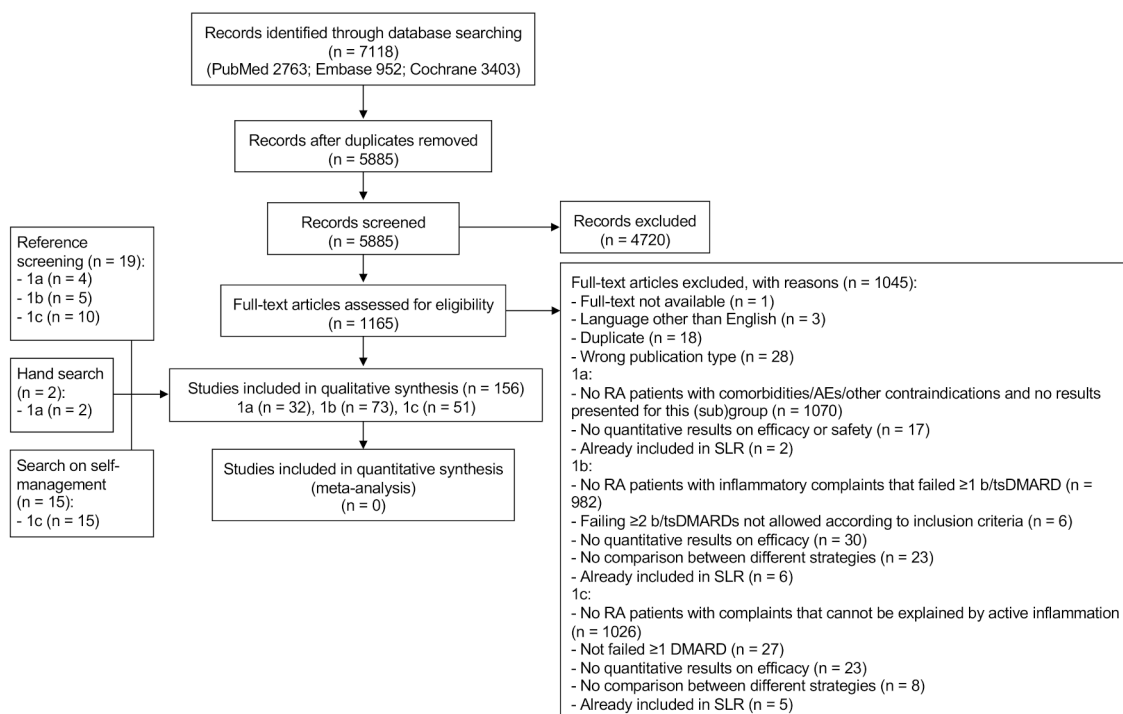 Records identified through database searching
(n = 7118)
(PubMed 2763; Embase 952; Cochrane 3403)
Records after duplicates removed
(n = 5885)
Records screened
(n = 5885)
Records excluded
(n = 4720)
Reference
screening (n = 19):
- 1a (n = 4)
- 1b (n = 5)
- 1c (n = 10)
Full-text articles assessed for eligibility
(n = 1165)
Full-text articles excluded, with reasons (n = 1045):
- Full-text not available (n = 1)
- Language other than English (n = 3)
- Duplicate (n = 18)
- Wrong publication type (n = 28)
1a:
- No RA patients with comorbidities/AEs/other contraindications and no results
presented for this (sub)group (n = 1070)
- No quantitative results on efficacy or safety (n = 17)
- Already included in SLR (n = 2)
1b:
- No RA patients with inflammatory complaints that failed ≥1 b/tsDMARD (n =
982)
- Failing ≥2 b/tsDMARDs not allowed according to inclusion criteria (n = 6)
- No quantitative results on efficacy (n = 30)
- No comparison between different strategies (n = 23)
- Already included in SLR (n = 6)
1c:
- No RA patients with complaints that cannot be explained by active inflammation
(n = 1026)
- Not failed ≥1 DMARD (n = 27)
- No quantitative results on efficacy (n = 23)
- No comparison between different strategies (n = 8)
- Already included in SLR (n = 5)
Hand search
(n = 2):
- 1a (n = 2)
Studies included in qualitative synthesis (n = 156)
1a (n = 32), 1b (n = 73), 1c (n = 51)
Search on self-
management
(n = 15):
- 1c (n = 15)
Studies included in quantitative synthesis
(meta-analysis)
(n = 0)